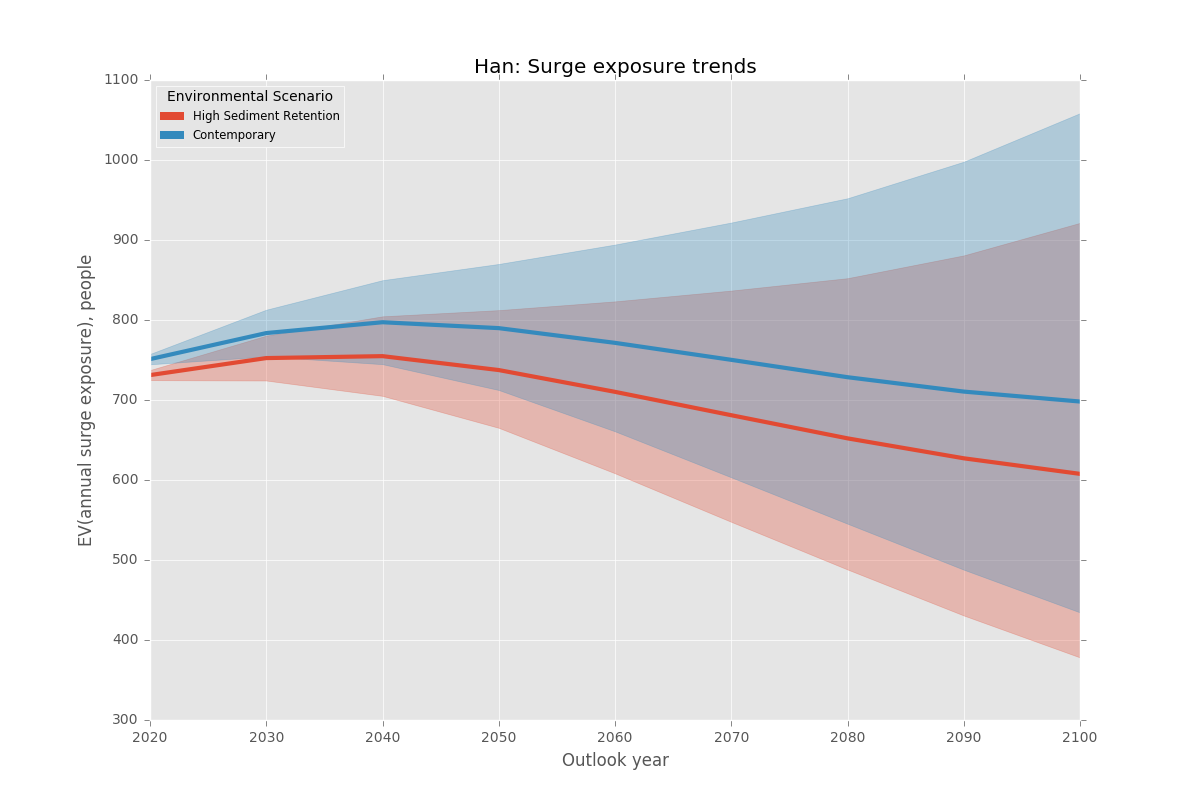 Han: Surge exposure trends
1100
1000
900
800
700
600
500
400
300
EV(annual surge exposure), people
Environmental Scenario
High Sediment Retention
Contemporary
2020 2030 2040 2050 2060 2070 2080 2090 2100
Outlook year